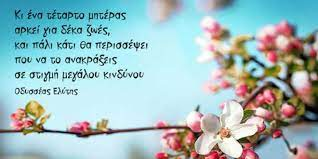 Κι ένα τέταρτο μητέρας
αρκεί για δέκα ζωές,
και πάλι κάτι θα περισσέψει
που να το ανακράξεις
σε στιγμή μεγάλου κινδύνου
Οδυσσέας Ελύτης